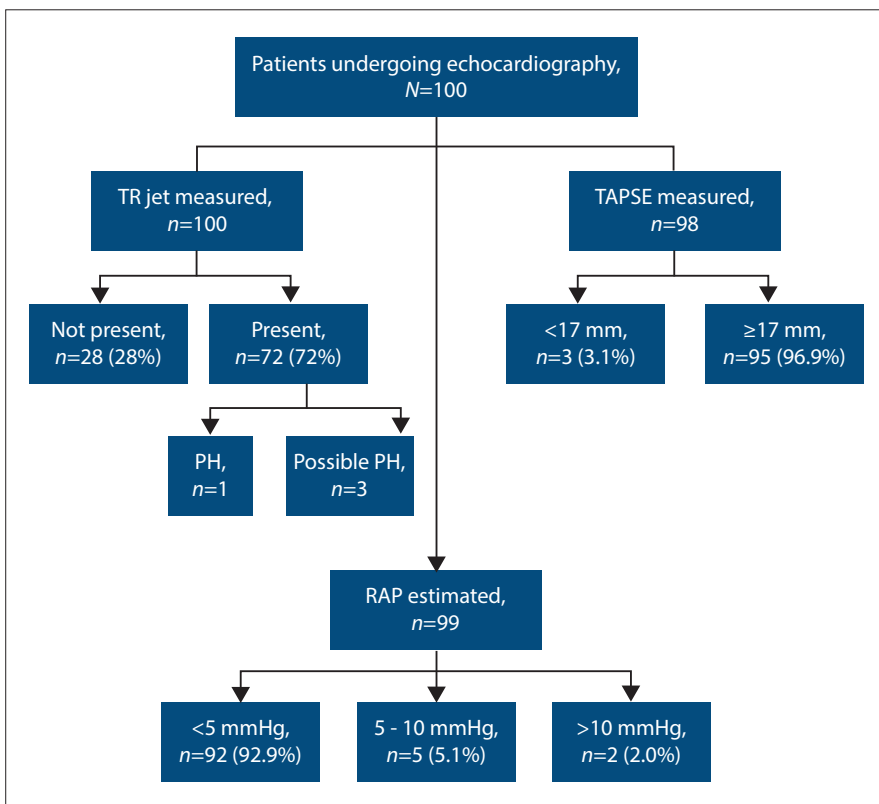 Patients undergoing echocardiography,
N=100
TR jet measured,
n=100
TAPSE measured,
n=98
Not present,
n=28 (28%)
Present,
n=72 (72%)
<17 mm,
n=3 (3.1%)
≥17 mm,
n=95 (96.9%)
PH,
n=1
Possible PH,
n=3
RAP estimated,
n=99
<5 mmHg,
n=92 (92.9%)
5 - 10 mmHg,
n=5 (5.1%)
>10 mmHg,
n=2 (2.0%)